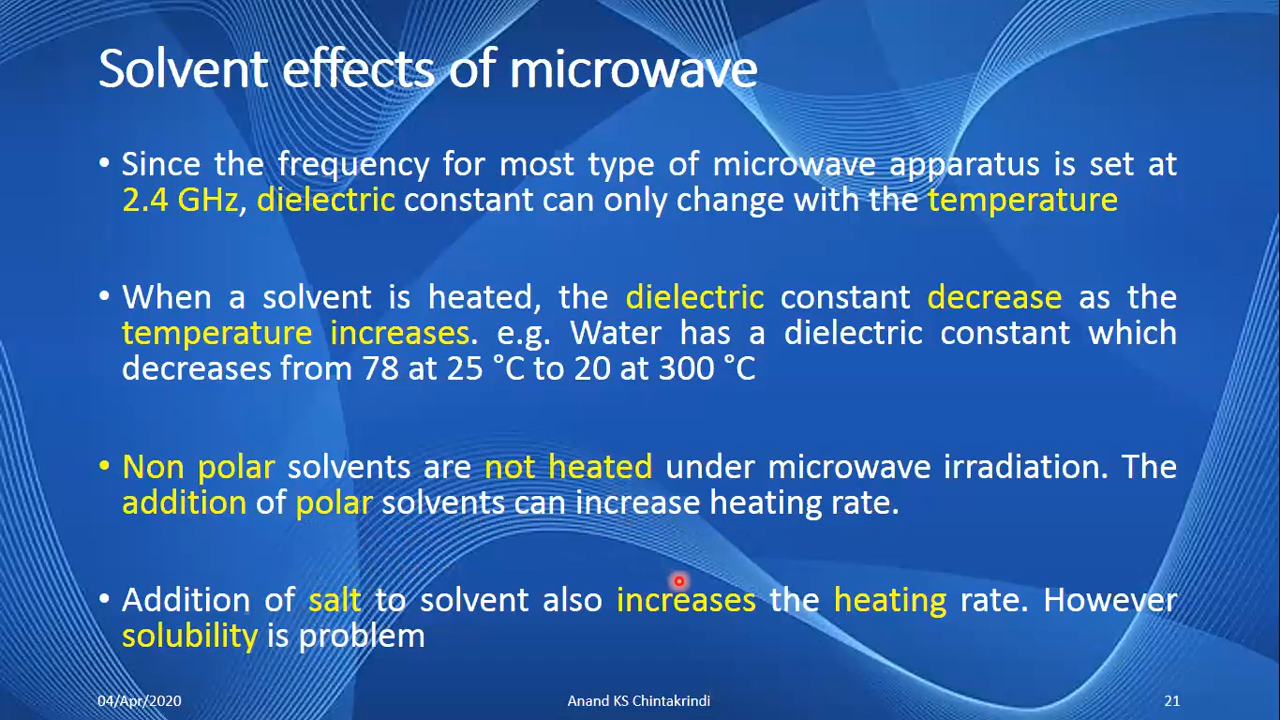 Solvent effects of microwave
• Since the frequency for most type of microwave apparatus is set at
2.4 GHz, dielectric constant can only change with the temperature
• When a solvent is heated, the dielectric constant decrease as the
temperature increases. e.g. Water has a dielectric constant which
decreases from 78 at 25 °C to 20 at 300 °C
• Non polar solvents are not heated under microwave irradiation. The
addition of polar solvents can increase heating rate.
• Addition of salt to solvent also increases the heating rate. However
solubility is problem
04/Apr/2020 Anand KS Chintakrindi 21